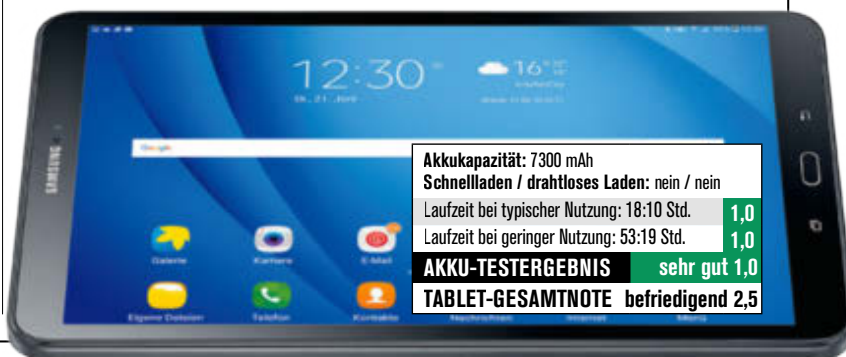 12:30
16°
Google
SAMSUNG
Akkukapazität: 7300 mAh
Schnellladen / drahtloses Laden: nein / nein
Laufzeit bei typischer Nutzung: 18:10 Std. 1,0
Laufzeit bei geringer Nutzung: 53:19 Std. 1,0
AKKU-TESTERGEBNIS sehr gut 1,0
TABLET-GESAMTNOTE befriedigend 2,5
Galerie Kamera E-Mail
Eigene Dateien Telefon Kontakte Nachrichten Internet Menü